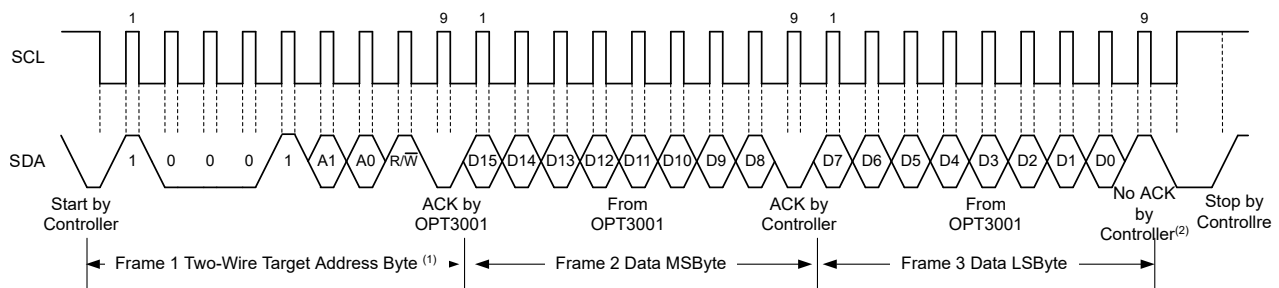 1 9 1 9 1 9
SCL
SDA 1 0 0 0 1 A1 A0 R/W̅ D15 D14 D13 D12 D11 D10 D9 D8 D7 D6 D5 D4 D3 D2 D1 D0
Start by
Controller
ACK by
OPT3001
From
OPT3001
ACK by
Controller
From
OPT3001
No ACK
by
Controller(2)
Stop by
Controllre
Frame 1 Two-Wire Target Address Byte (1)
Frame 2 Data MSByte
Frame 3 Data LSByte